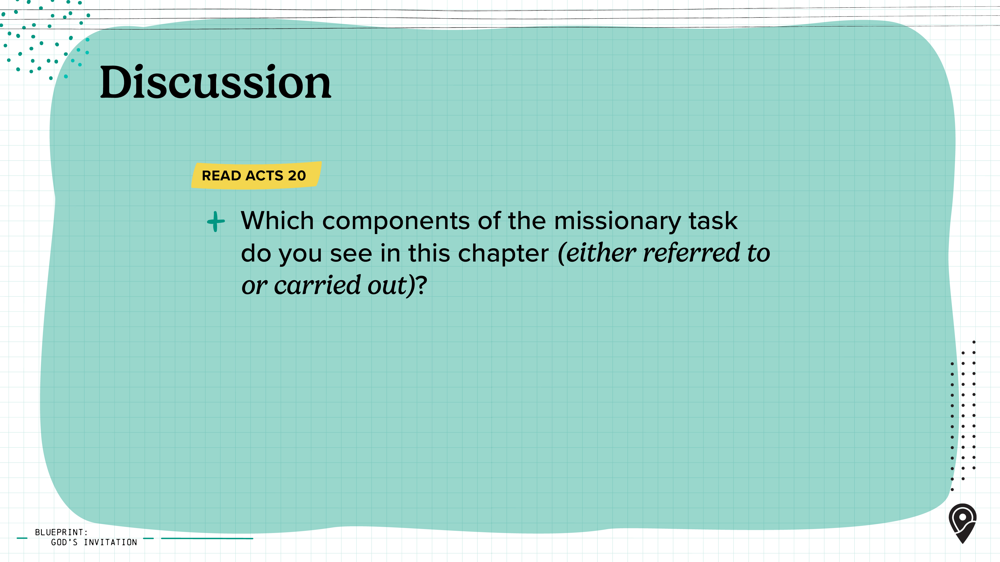 Discussion
READ ACTS 20
+ Which components of the missionary task
do you see in this chapter (either referred to
or carried out)?
BLUEPRINT:
GOD'S INVITATION